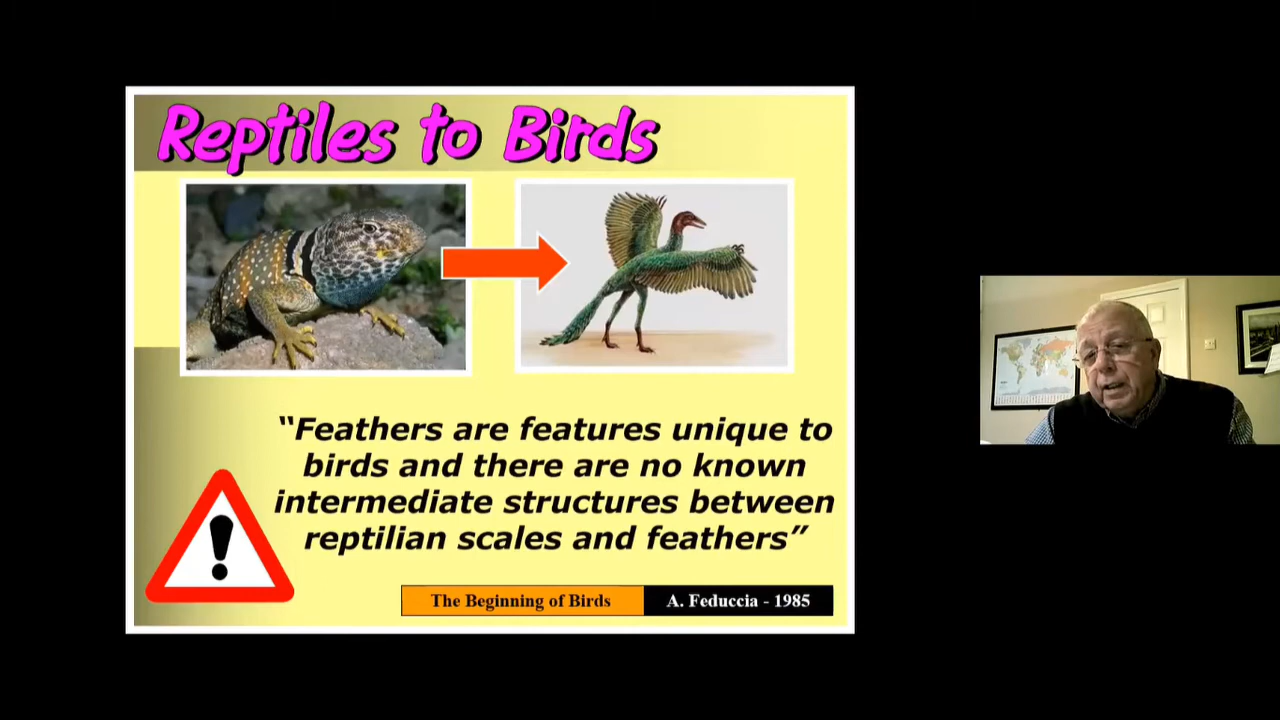 Reptiles to Birds
“Feathers are features unique to
birds and there are no known
intermediate structures between
reptilian scales and feathers”
The Beginning of Birds
A. Feduccia - 1985